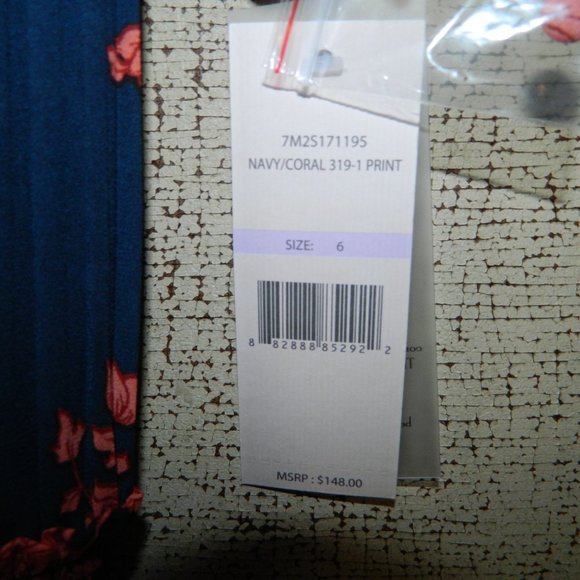 7M2S171195
NAVY/CORAL 319-1 PRINT
SIZE: 6
8 82888 85292 2
MSRP : $148.00